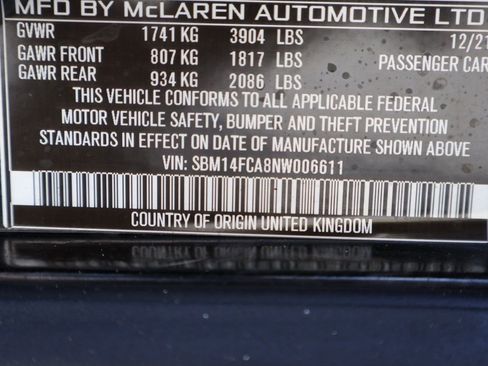 MFD BY McLAREN AUTOMOTIVE LTD
GVWR 1741 KG 3904 LBS 12/21
GAWR FRONT 807 KG 1817 LBS PASSENGER CAR
GAWR REAR 934 KG 2086 LBS
THIS VEHICLE CONFORMS TO ALL APPLICABLE FEDERAL
MOTOR VEHICLE SAFETY, BUMPER AND THEFT PREVENTION
STANDARDS IN EFFECT ON DATE OF MANUFACTURE SHOWN ABOVE
VIN: SBM14FCA8NW006611
COUNTRY OF ORIGIN UNITED KINGDOM